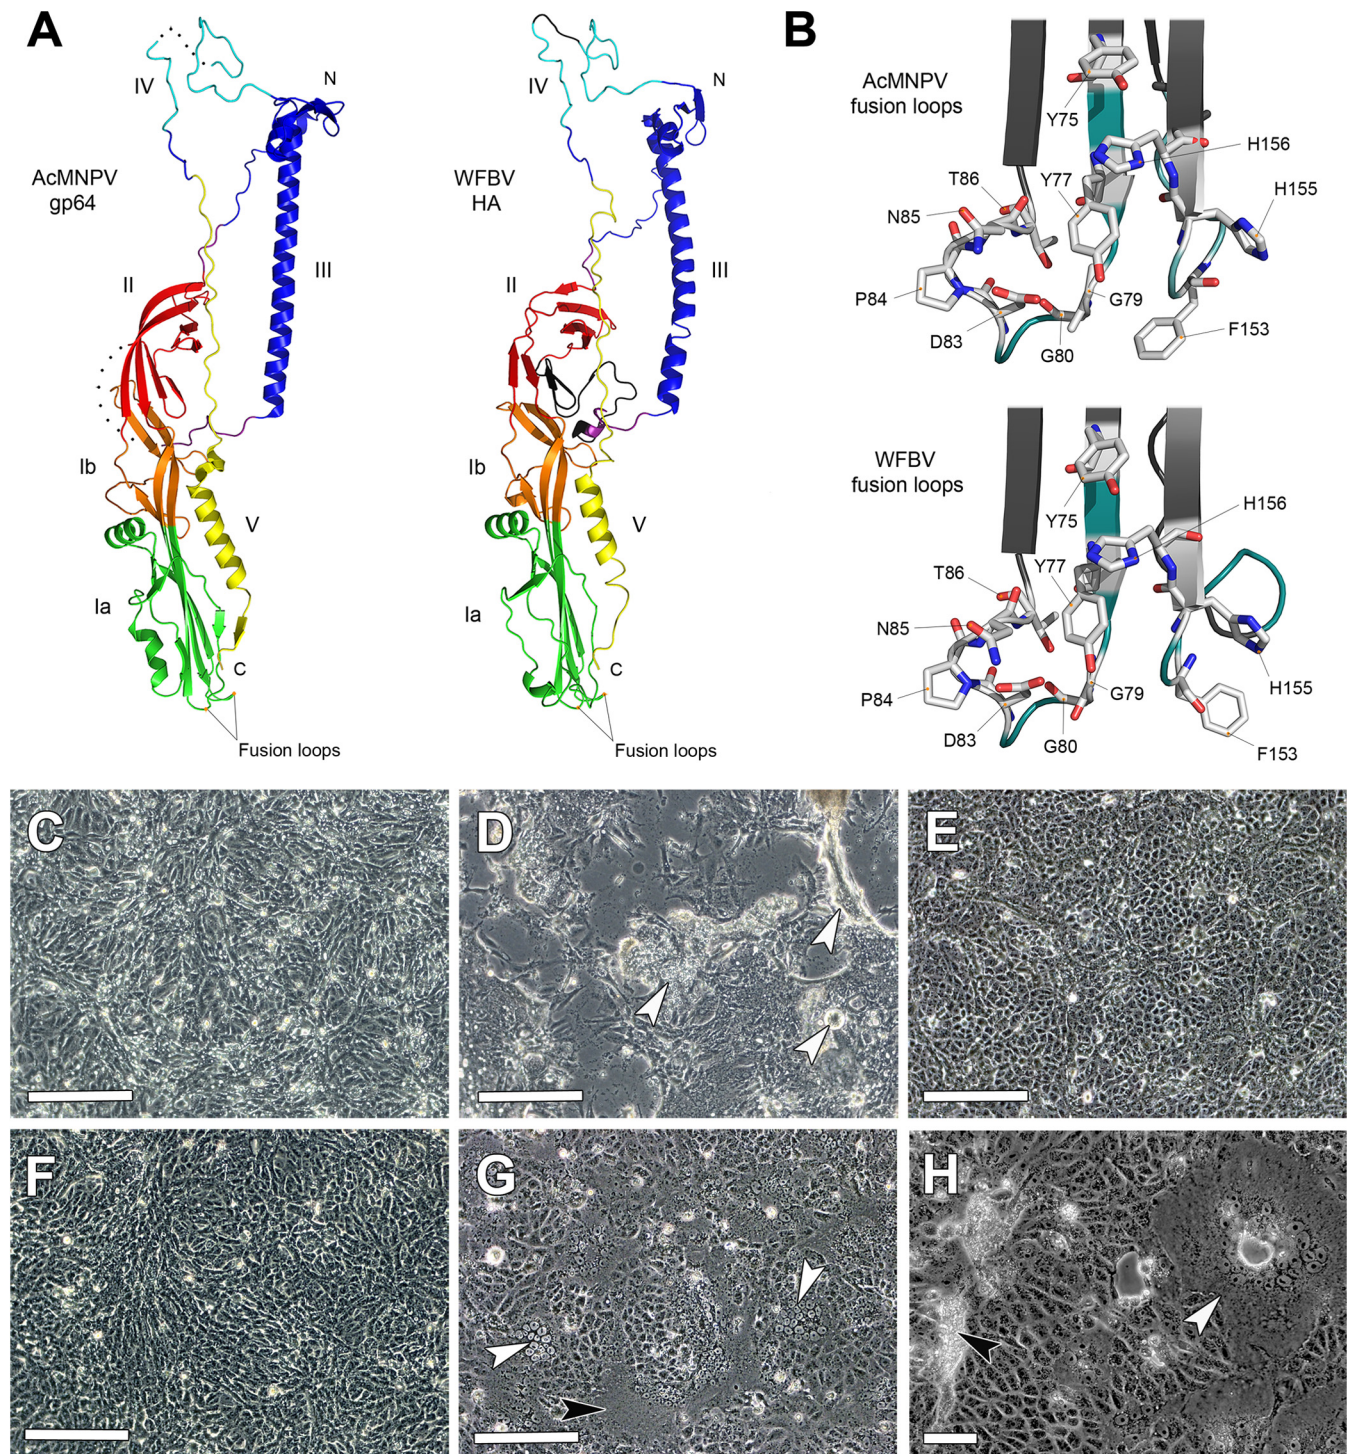 A
IV
N
AcMNPV
gp64
II
III
Ib
V
Ia
C
Fusion loops
IV
N
WFBV
HA
II
III
Ib
V
Ia
C
Fusion loops
B
AcMNPV
fusion loops
Y75
H156
T86
Y77
H155
N85
P84
G79
D83
F153
G80
WFBV
fusion loops
Y75
H156
T86
Y77
N85
H155
P84
G79
D83
G80
F153
C
D
E
F
G
H